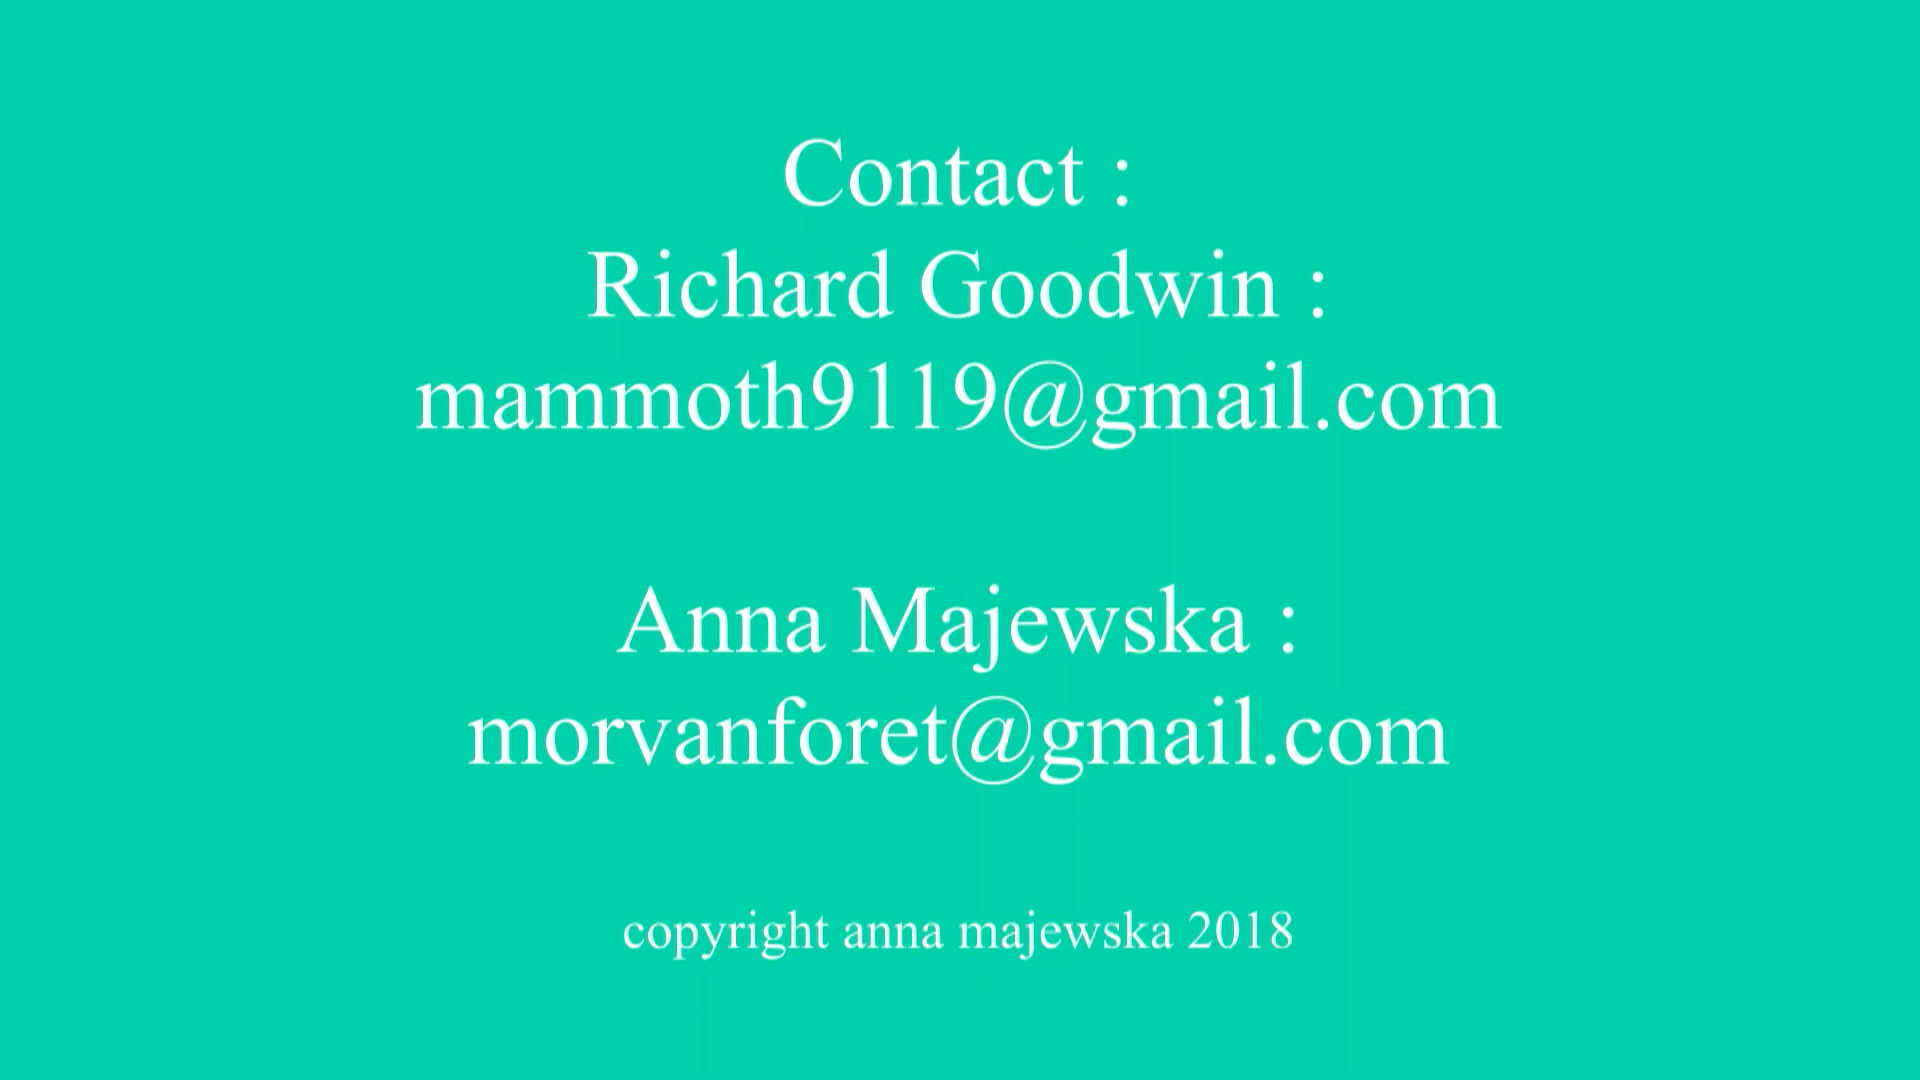 Contact :
Richard Goodwin :
mammoth9119@gmail.com
Anna Majewska :
morvanforet@gmail.com
copyright anna majewska 2018